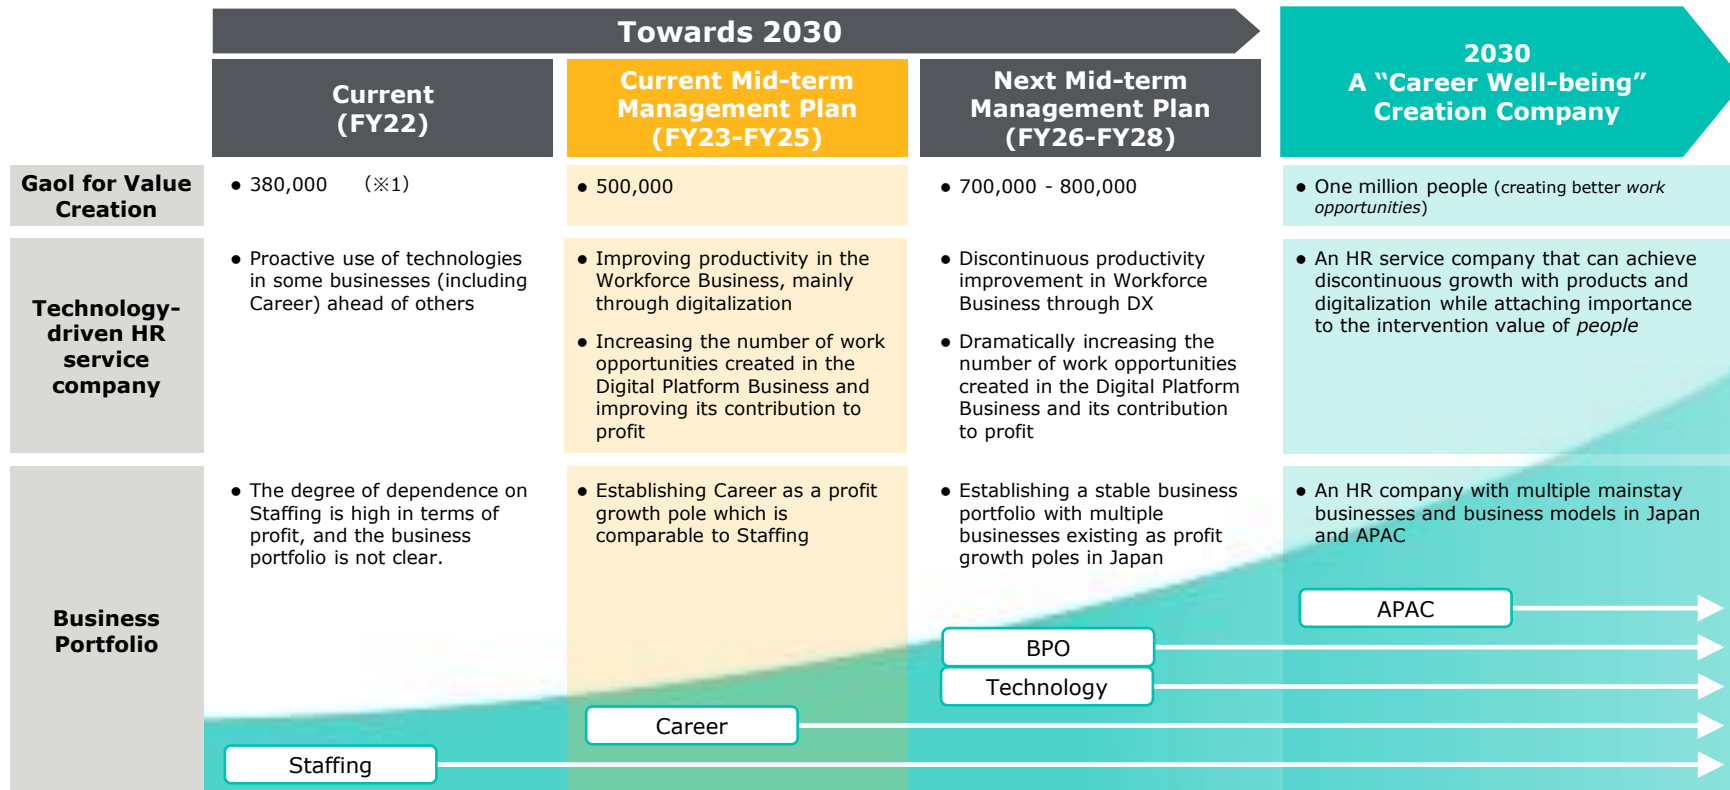 Towards 2030
2030
A “Career Well-being”
Creation Company
Current
(FY22)
Current Mid-term
Management Plan
(FY23-FY25)
Next Mid-term
Management Plan
(FY26-FY28)
Gaol for Value
Creation
● 380,000 （※1）
● 500,000
● 700,000 - 800,000
● One million people (creating better work
opportunities)
Technology-
driven HR
service
company
● Proactive use of technologies
in some businesses (including
Career) ahead of others
● Improving productivity in the
Workforce Business, mainly
through digitalization
● Increasing the number of work
opportunities created in the
Digital Platform Business and
improving its contribution to
profit
● Discontinuous productivity
improvement in Workforce
Business through DX
● Dramatically increasing the
number of work opportunities
created in the Digital Platform
Business and its contribution
to profit
● An HR service company that can achieve
discontinuous growth with products and
digitalization while attaching importance
to the intervention value of people
Business
Portfolio
● The degree of dependence on
Staffing is high in terms of
profit, and the business
portfolio is not clear.
● Establishing Career as a profit
growth pole which is
comparable to Staffing
● Establishing a stable business
portfolio with multiple
businesses existing as profit
growth poles in Japan
● An HR company with multiple mainstay
businesses and business models in Japan
and APAC
APAC
BPO
Technology
Career
Staffing